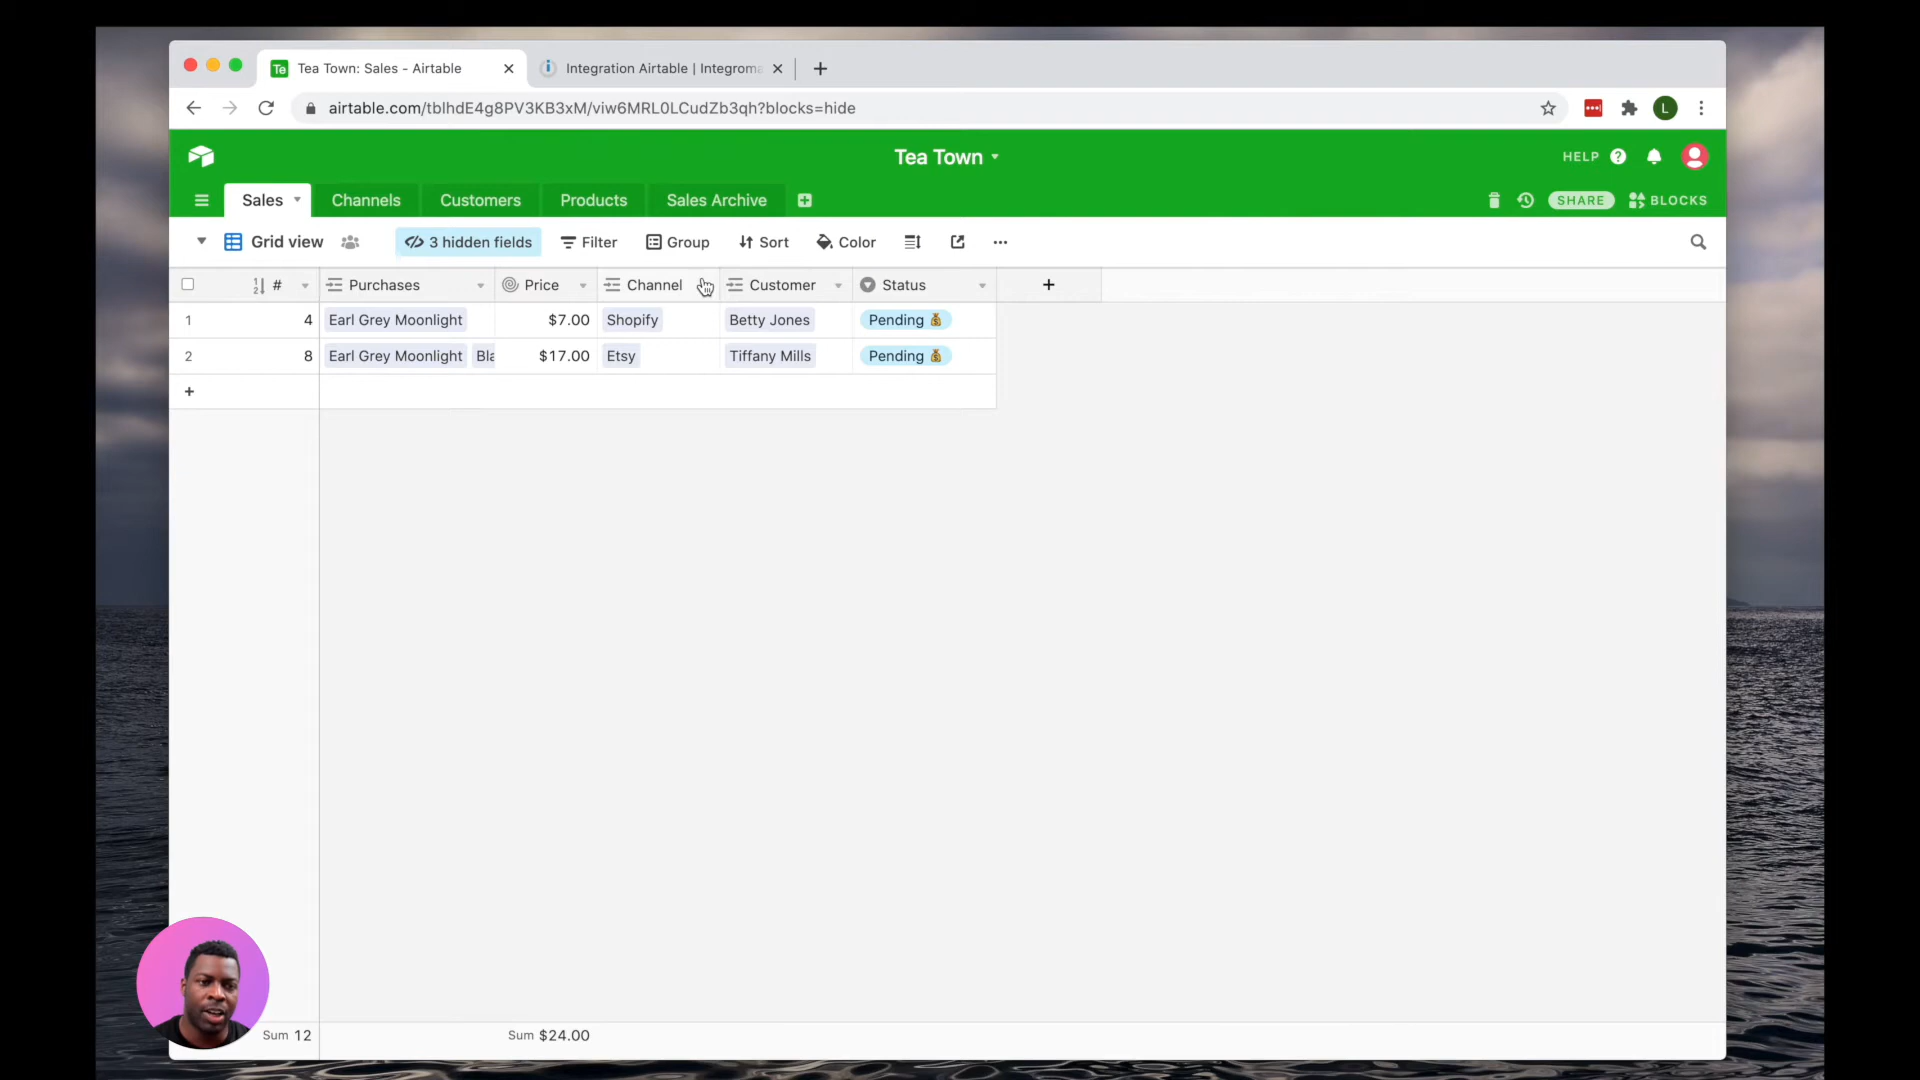 Te Tea Town: Sales - Airtable
Integration Airtable | Integroma
airtable.com/tblhdE4g8PV3KB3xM/viw6MRL0LCudZb3qh?blocks=hide
L
Tea Town
HELP ?
Sales Channels Customers Products Sales Archive
SHARE BLOCKS
Grid view 3 hidden fields Filter Group Sort Color ...
# Purchases Price Channel Customer Status +
1 4 Earl Grey Moonlight $7.00 Shopify Betty Jones Pending 💰
2 8 Earl Grey Moonlight Bla $17.00 Etsy Tiffany Mills Pending 💰
+
Sum 12 Sum $24.00